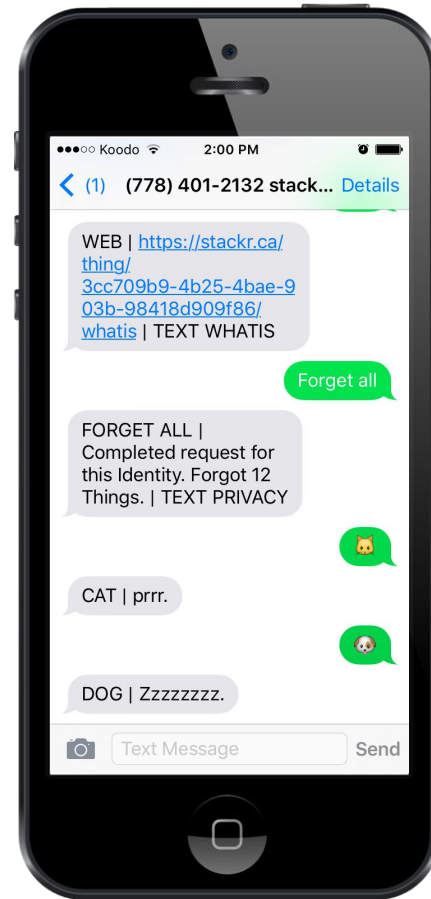 Koodo 2:00 PM
(1) (778) 401-2132 stack... Details
WEB | https://stackr.ca/
thing/
3cc709b9-4b25-4bae-9
03b-98418d909f86/
whatis | TEXT WHATIS
Forget all
FORGET ALL |
Completed request for
this Identity. Forgot 12
Things. | TEXT PRIVACY
🐱
CAT | prrr.
🐶
DOG | Zzzzzzzz.
Text Message Send